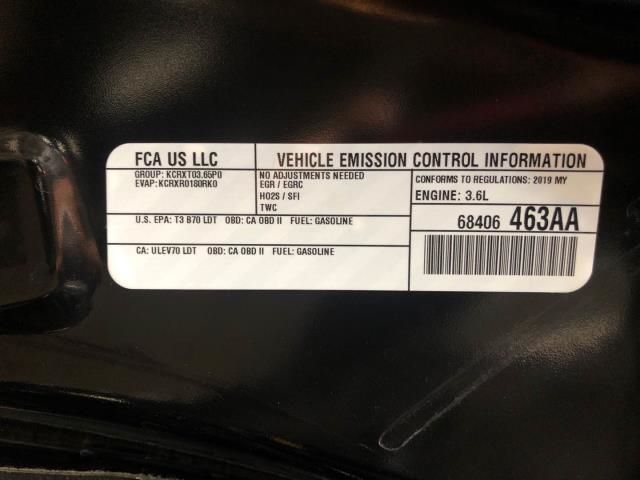 FCA US LLC
VEHICLE EMISSION CONTROL INFORMATION
GROUP: KCRXT03.65P0
EVAP: KCRXR0180RK0
NO ADJUSTMENTS NEEDED
EGR / EGRC
HO2S / SFI
TWC
CONFORMS TO REGULATIONS: 2019 MY
ENGINE: 3.6L
U.S. EPA: T3 B70 LDT OBD: CA OBD II FUEL: GASOLINE
68406 463AA
CA: ULEV70 LDT OBD: CA OBD II FUEL: GASOLINE